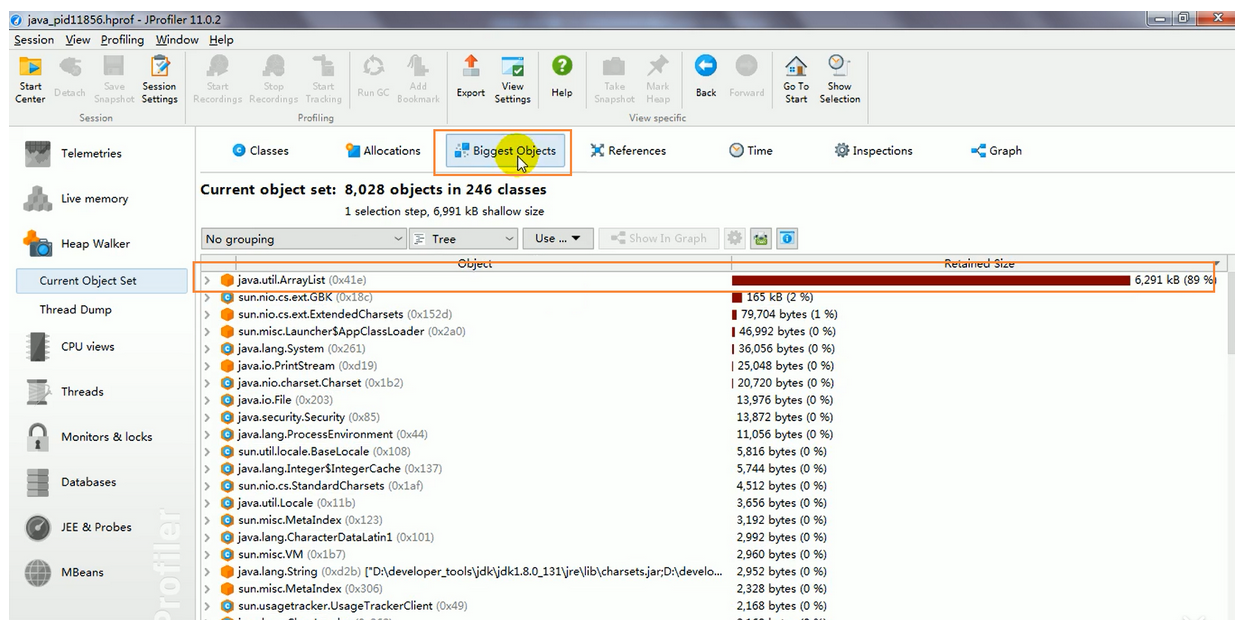 java_pid11856.hprof - JProfiler 11.0.2
Session View Profiling Window Help
Start Center Detach Save Snapshot Session Settings Start Recordings Stop Recordings Start Tracking Run GC Add Bookmark Export View Settings Help Take Snapshot Mark Heap Back Forward Go To Start Show Selection
Session Profiling View specific
Telemetries
Live memory
Heap Walker
Current Object Set
Thread Dump
CPU views
Threads
Monitors & locks
Databases
JEE & Probes
MBeans
JProfiler
Classes Allocations Biggest Objects References Time Inspections Graph
Current object set: 8,028 objects in 246 classes
1 selection step, 6,991 kB shallow size
No grouping Tree Use ... Show In Graph
Object Retained Size
java.util.ArrayList (0x41e) 6,291 kB (89 %)
sun.nio.cs.ext.GBK (0x18c) 165 kB (2 %)
sun.nio.cs.ext.ExtendedCharsets (0x152d) 79,704 bytes (1 %)
sun.misc.Launcher$AppClassLoader (0x2a0) 46,992 bytes (0 %)
java.lang.System (0x261) 36,056 bytes (0 %)
java.io.PrintStream (0xd19) 25,048 bytes (0 %)
java.nio.charset.Charset (0x1b2) 20,720 bytes (0 %)
java.io.File (0x203) 13,976 bytes (0 %)
java.security.Security (0x85) 13,872 bytes (0 %)
java.lang.ProcessEnvironment (0x44) 11,056 bytes (0 %)
sun.util.locale.BaseLocale (0x108) 5,816 bytes (0 %)
java.lang.Integer$IntegerCache (0x137) 5,744 bytes (0 %)
sun.nio.cs.StandardCharsets (0x1af) 4,512 bytes (0 %)
java.util.Locale (0x11b) 3,656 bytes (0 %)
sun.misc.MetaIndex (0x123) 3,192 bytes (0 %)
java.lang.CharacterDataLatin1 (0x101) 2,992 bytes (0 %)
sun.misc.VM (0x1b7) 2,960 bytes (0 %)
java.lang.String (0xd2b) ["D:\developer_tools\jdk\jdk1.8.0_131\jre\lib\charsets.jar;D:\develo... 2,952 bytes (0 %)
sun.misc.MetaIndex (0x306) 2,328 bytes (0 %)
sun.usagetracker.UsageTrackerClient (0x49) 2,168 bytes (0 %)